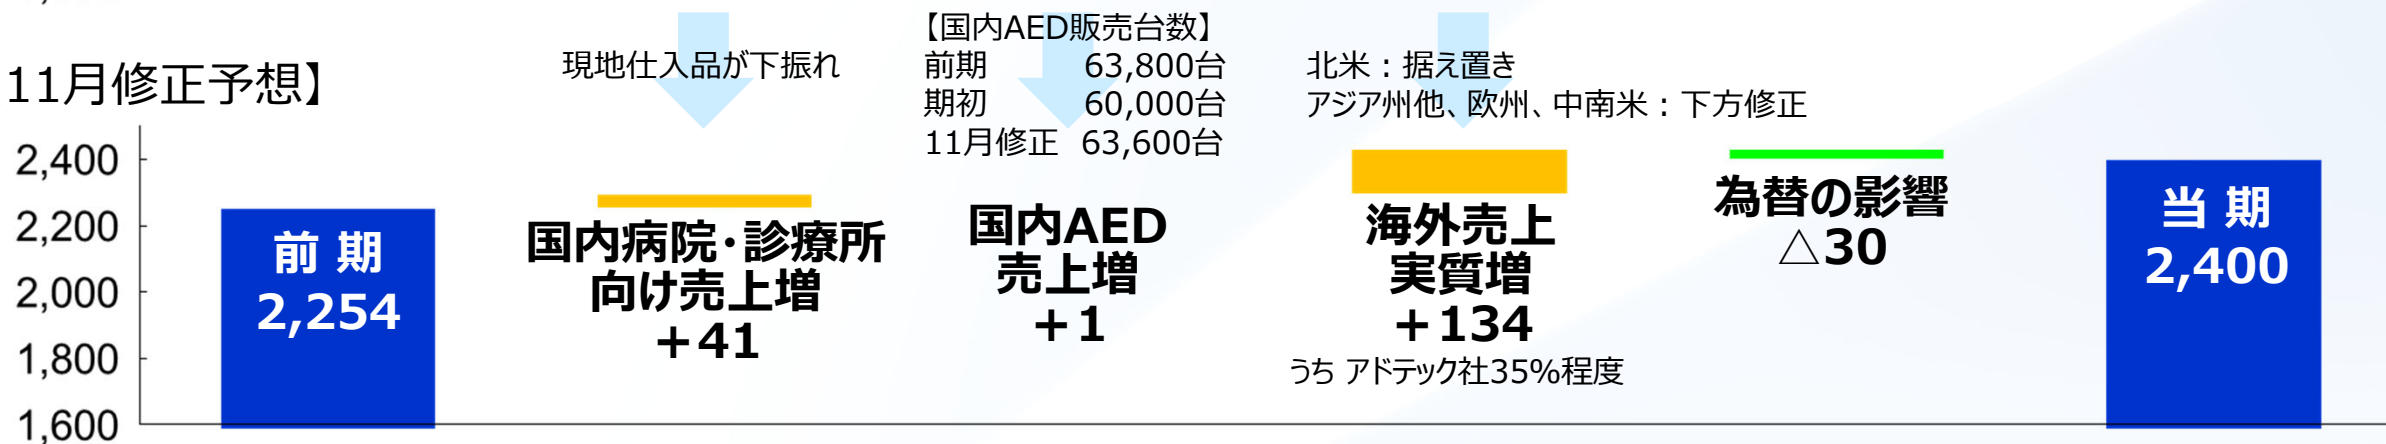 【国内AED販売台数】
現地仕入品が下振れ
前期 63,800台
期初 60,000台
11月修正 63,600台
北米：据え置き
アジア州他、欧州、中南米：下方修正
11月修正予想】
2,400
2,200
2,000
1,800
1,600
前 期
2,254
国内病院・診療所
向け売上増
＋41
国内AED
売上増
＋1
海外売上
実質増
＋134
うち アドテック社35%程度
為替の影響
△30
当 期
2,400